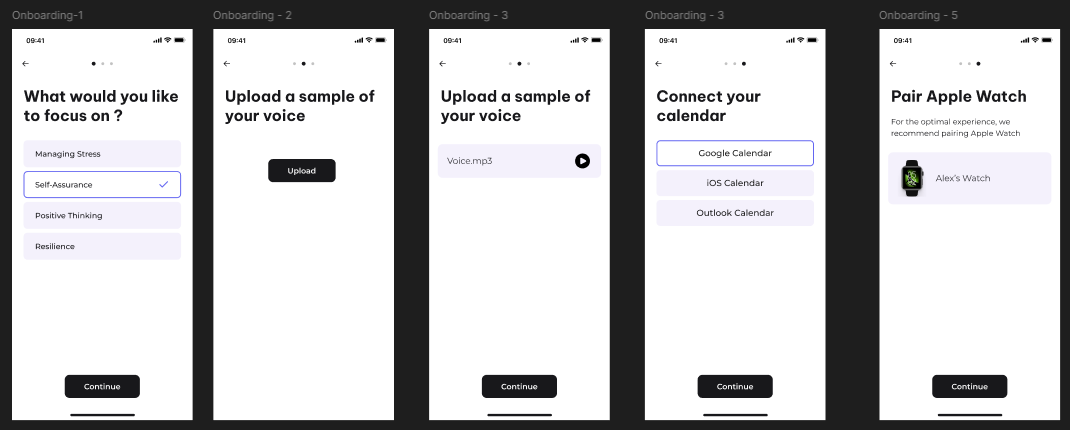 Onboarding-1
09:41
What would you like
to focus on ?
Managing Stress
Self-Assurance
Positive Thinking
Resilience
Continue
Onboarding - 2
09:41
Upload a sample of
your voice
Upload
Onboarding - 3
09:41
Upload a sample of
your voice
Voice.mp3
Continue
Onboarding - 3
09:41
Connect your
calendar
Google Calendar
iOS Calendar
Outlook Calendar
Continue
Onboarding - 5
09:41
Pair Apple Watch
For the optimal experience, we
recommend pairing Apple Watch
Alex's Watch
Continue